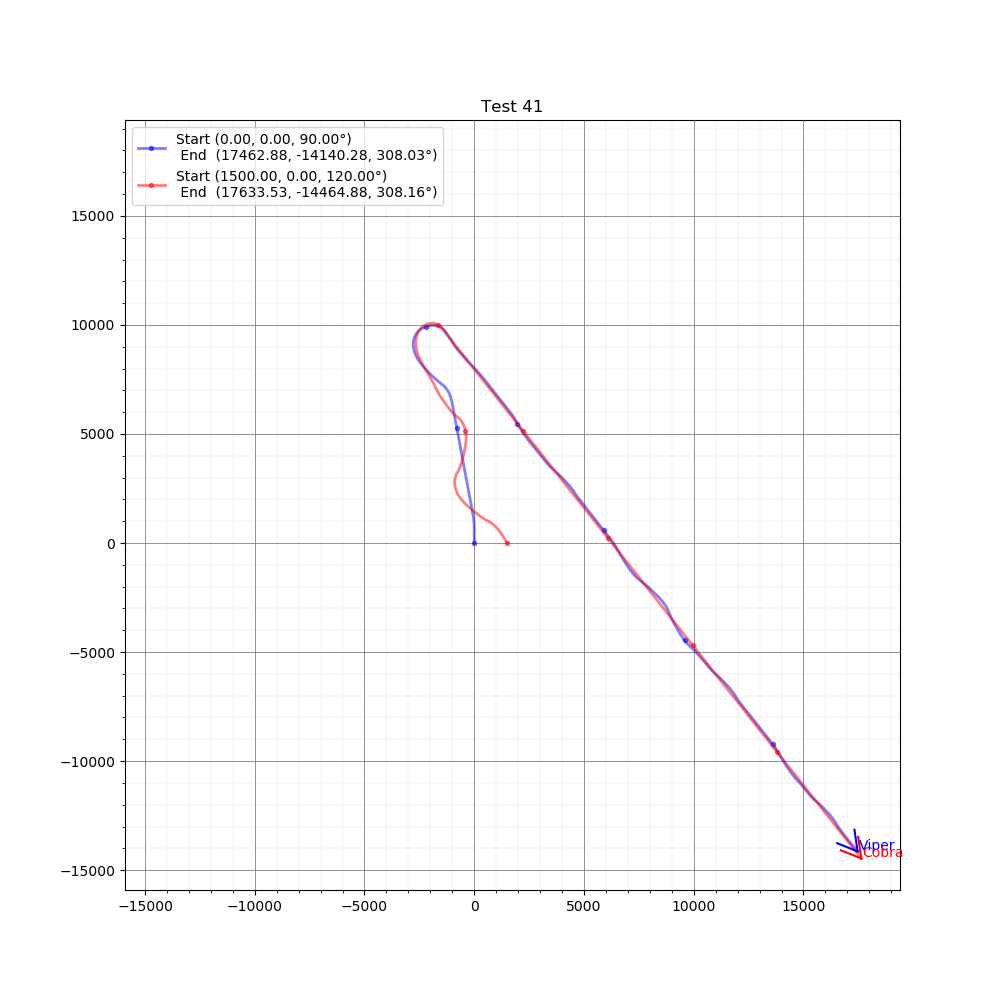 Test 41
Start (0.00, 0.00, 90.00°)
End  (17462.88, -14140.28, 308.03°)
Start (1500.00, 0.00, 120.00°)
End  (17633.53, -14464.88, 308.16°)
15000
10000
5000
0
−5000
−10000
−15000
Viper
Cobra
−15000 −10000 −5000 0 5000 10000 15000